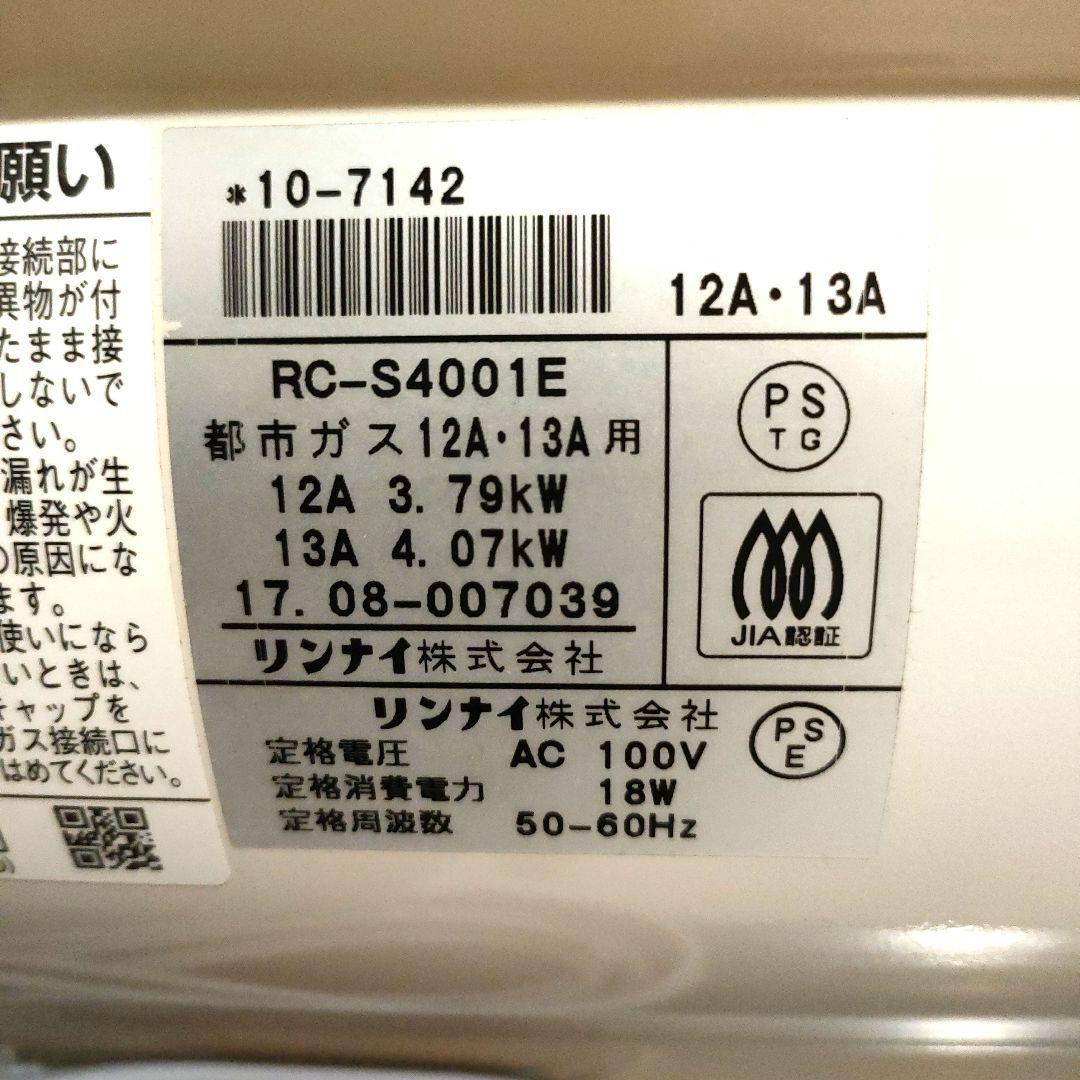 願い
接続部に
異物が付
たまま接
しないで
さい。
漏れが生
爆発や火
の原因にな
ます。
使いになら
いときは、
キャップを
ガス接続口に
はめてください。
10-7142
12A・13A
RC-S4001E
都市ガス12A・13A用
12A 3.79kW
13A 4.07kW
17.08-007039
リンナイ株式会社
PS
TG
JIA認証
リンナイ株式会社
定格電圧 AC 100V
定格消費電力 18W
定格周波数 50-60Hz
PS
E